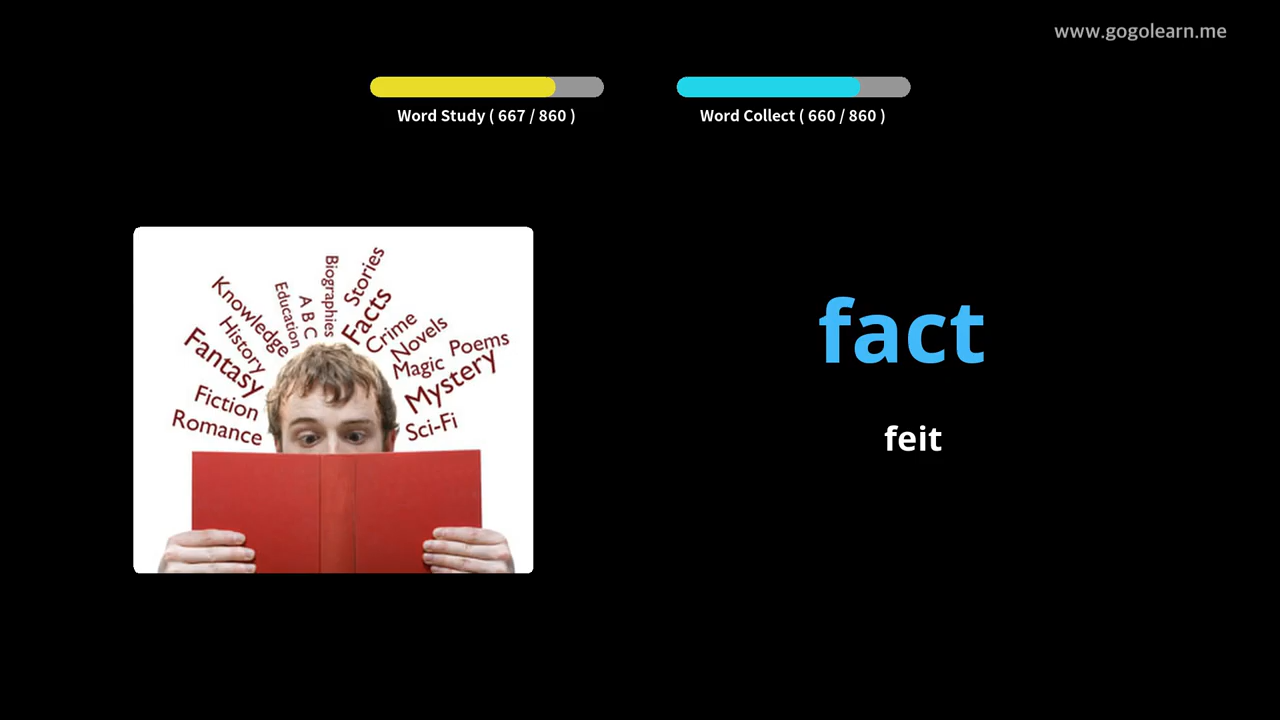 www.gogolearn.me
Word Study ( 667 / 860 )
Word Collect ( 660 / 860 )
Knowledge
Education
A B C
Biographies
Stories
Facts
Crime
Novels
Poems
History
Fantasy
Magic
Mystery
Fiction
Romance
Sci-Fi
fact
feit